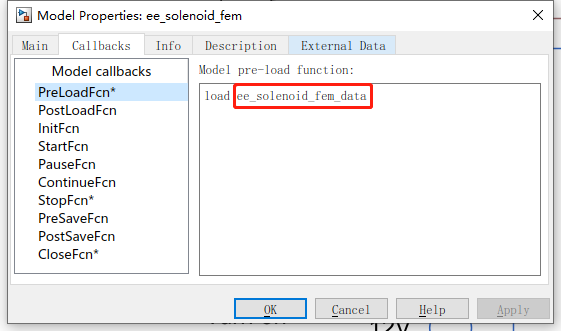 Model Properties: ee_solenoid_fem
Main Callbacks Info Description External Data
Model callbacks
PreLoadFcn*
PostLoadFcn
InitFcn
StartFcn
PauseFcn
ContinueFcn
StopFcn*
PreSaveFcn
PostSaveFcn
CloseFcn*
Model pre-load function:
load ee_solenoid_fem_data
OK Cancel Help Apply
12V